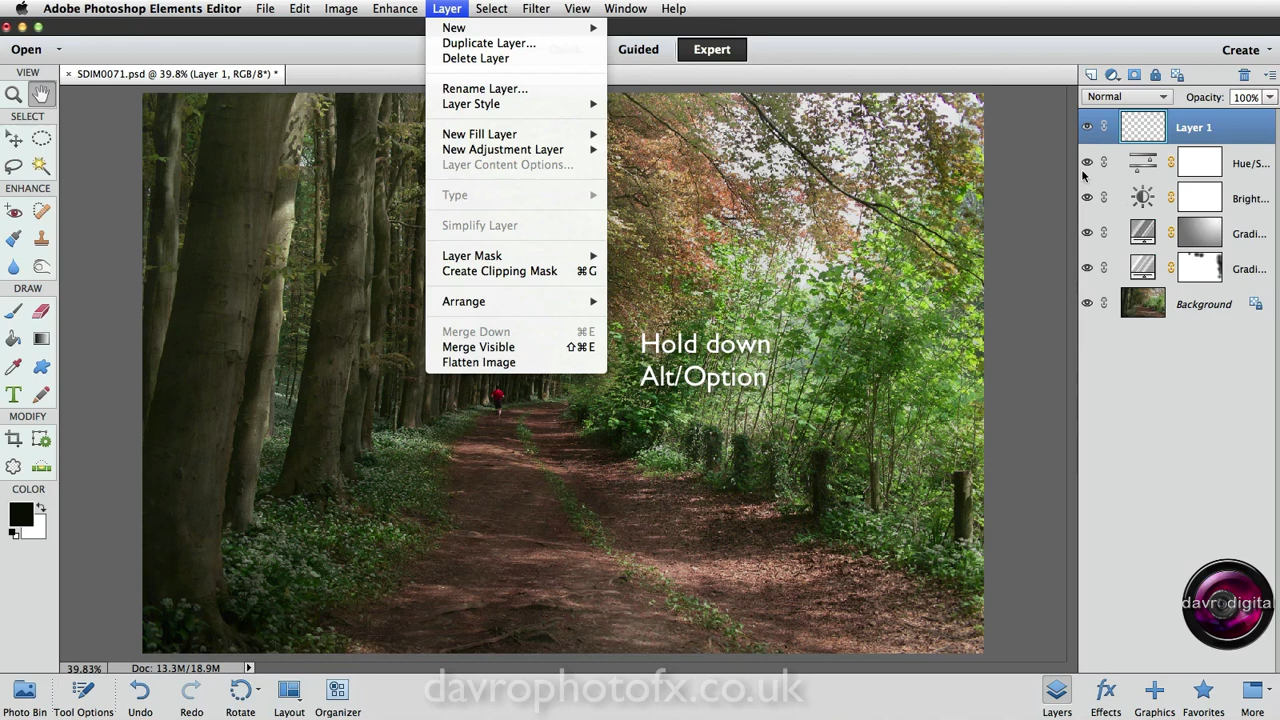 Adobe Photoshop Elements Editor File Edit Image Enhance Layer Select Filter View Window Help
Open Guided Expert Create
VIEW
SDIM0071.psd @ 39.8% (Layer 1, RGB/8*) *
SELECT
ENHANCE
DRAW
MODIFY
COLOR
New
Duplicate Layer...
Delete Layer
Rename Layer...
Layer Style
New Fill Layer
New Adjustment Layer
Layer Content Options...
Type
Simplify Layer
Layer Mask
Create Clipping Mask ⌘G
Arrange
Merge Down ⌘E
Merge Visible ⇧⌘E
Flatten Image
Hold down
Alt/Option
Normal Opacity: 100%
Layer 1
Hue/S...
Bright...
Gradi...
Gradi...
Background
davrodigital
39.83% Doc: 13.3M/18.9M
davrophotofx.co.uk
Photo Bin Tool Options Undo Redo Rotate Layout Organizer Layers Effects Graphics Favorites More